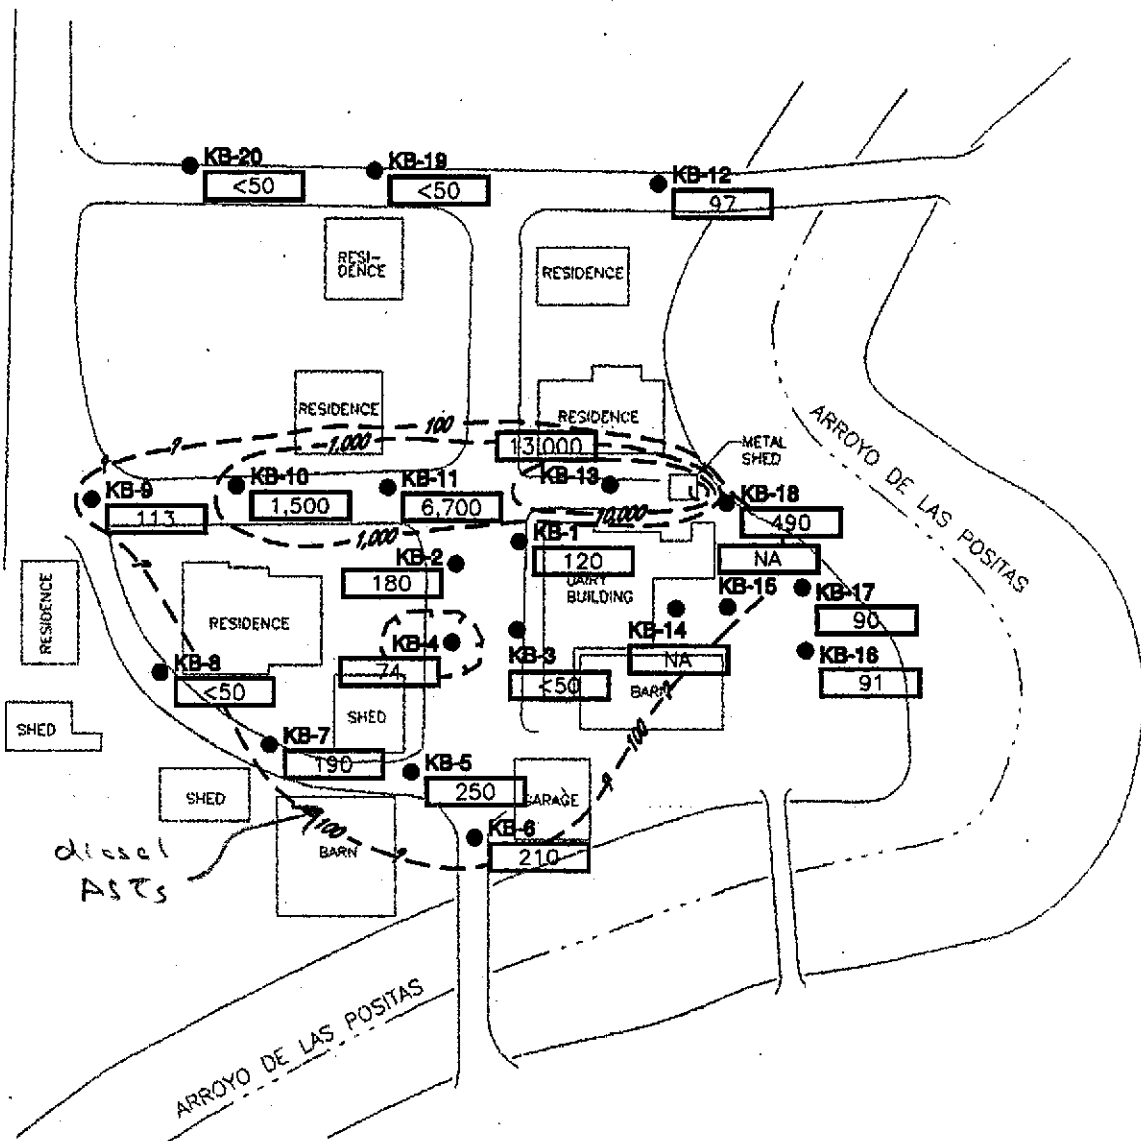 KB-20
<50
KB-19
<50
KB-12
97
RESI-
DENCE
RESIDENCE
RESIDENCE
RESIDENCE
ARROYO DE LAS POSITAS
?
100
1,000
13,000
METAL
SHED
KB-9
113
KB-10
1,500
KB-11
6,700
KB-13
10,000
KB-18
490
1,000
KB-1
120
NA
KB-2
180
DAIRY
BUILDING
KB-15
KB-17
90
RESIDENCE
RESIDENCE
KB-4
74
KB-3
<50
KB-14
NA
KB-16
91
KB-8
<50
BARN
SHED
SHED
KB-7
190
100
KB-5
250
SHED
GARAGE
diesel
ASTs
100
BARN
KB-6
210
ARROYO DE LAS POSITAS